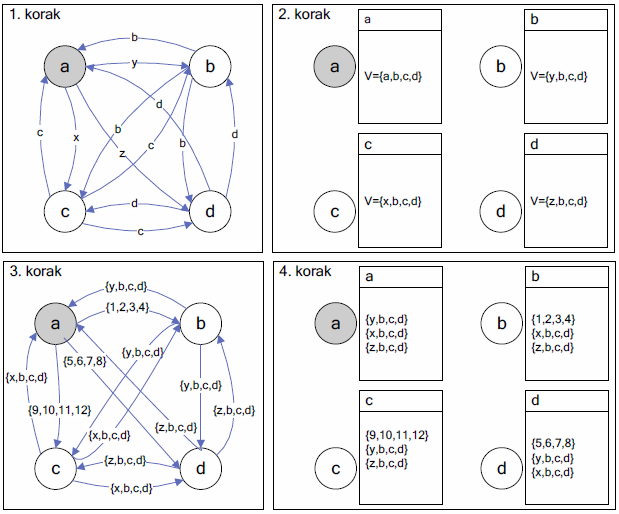 1. korak
b
a
y
b
d
c
x
b
c
b
d
z
c
d
d
c
2. korak
a
a
V={a,b,c,d}
b
b
V={y,b,c,d}
c
c
V={x,b,c,d}
d
d
V={z,b,c,d}
3. korak
{y,b,c,d}
{1,2,3,4}
a
b
{5,6,7,8}
{y,b,c,d}
{x,b,c,d}
{y,b,c,d}
{9,10,11,12}
{z,b,c,d}
{z,b,c,d}
{x,b,c,d}
{z,b,c,d}
c
d
{x,b,c,d}
4. korak
a
a
{y,b,c,d}
{x,b,c,d}
{z,b,c,d}
b
b
{1,2,3,4}
{x,b,c,d}
{z,b,c,d}
c
c
{9,10,11,12}
{y,b,c,d}
{z,b,c,d}
d
d
{5,6,7,8}
{y,b,c,d}
{x,b,c,d}